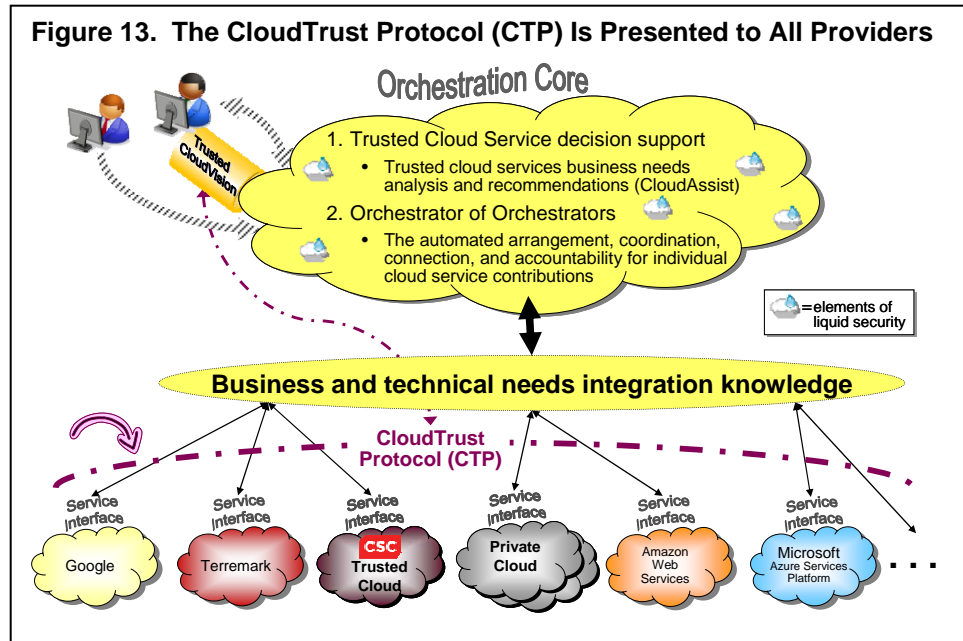 Figure 13. The CloudTrust Protocol (CTP) Is Presented to All Providers
Orchestration Core
Trusted
CloudVision
1. Trusted Cloud Service decision support
• Trusted cloud services business needs
analysis and recommendations (CloudAssist)
2. Orchestrator of Orchestrators
• The automated arrangement, coordination,
connection, and accountability for individual
cloud service contributions
=elements of
liquid security
Business and technical needs integration knowledge
CloudTrust
Protocol (CTP)
Service
Interface
Service
Interface
Service
Interface
Service
Interface
Service
Interface
Service
Interface
Google
Terremark
CSC
Trusted
Cloud
Private
Cloud
Amazon
Web
Services
Microsoft
Azure Services
Platform
. . .